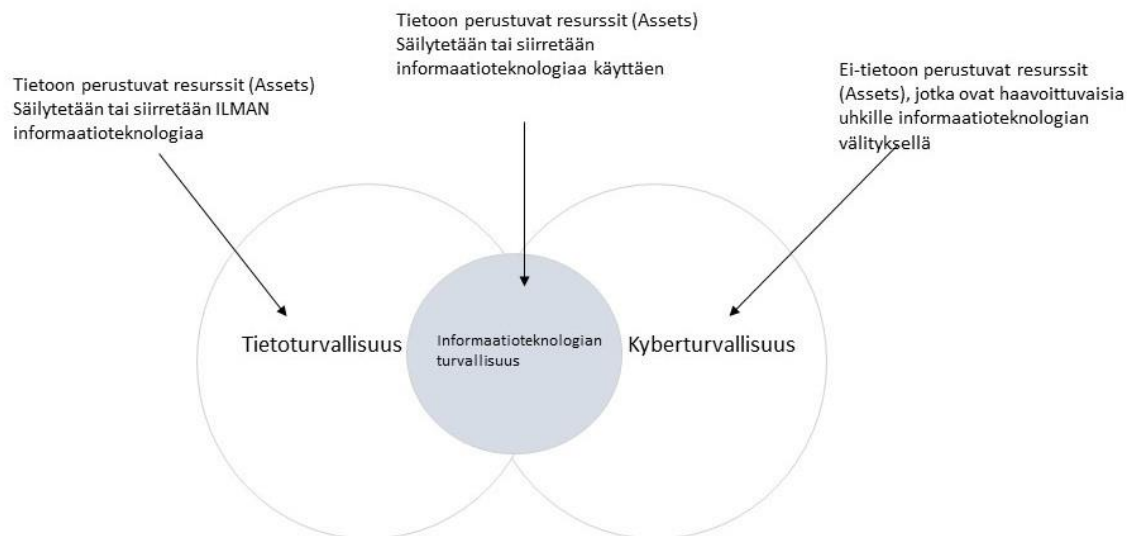 Tietoon perustuvat resurssit (Assets)
Säilytetään tai siirretään
informaatioteknologiaa käyttäen
Tietoon perustuvat resurssit (Assets)
Säilytetään tai siirretään ILMAN
informaatioteknologiaa
Ei-tietoon perustuvat resurssit
(Assets), jotka ovat haavoittuvaisia
uhkille informaatioteknologian
välityksellä
Tietoturvallisuus
Informaatioteknologian
turvallisuus
Kyberturvallisuus